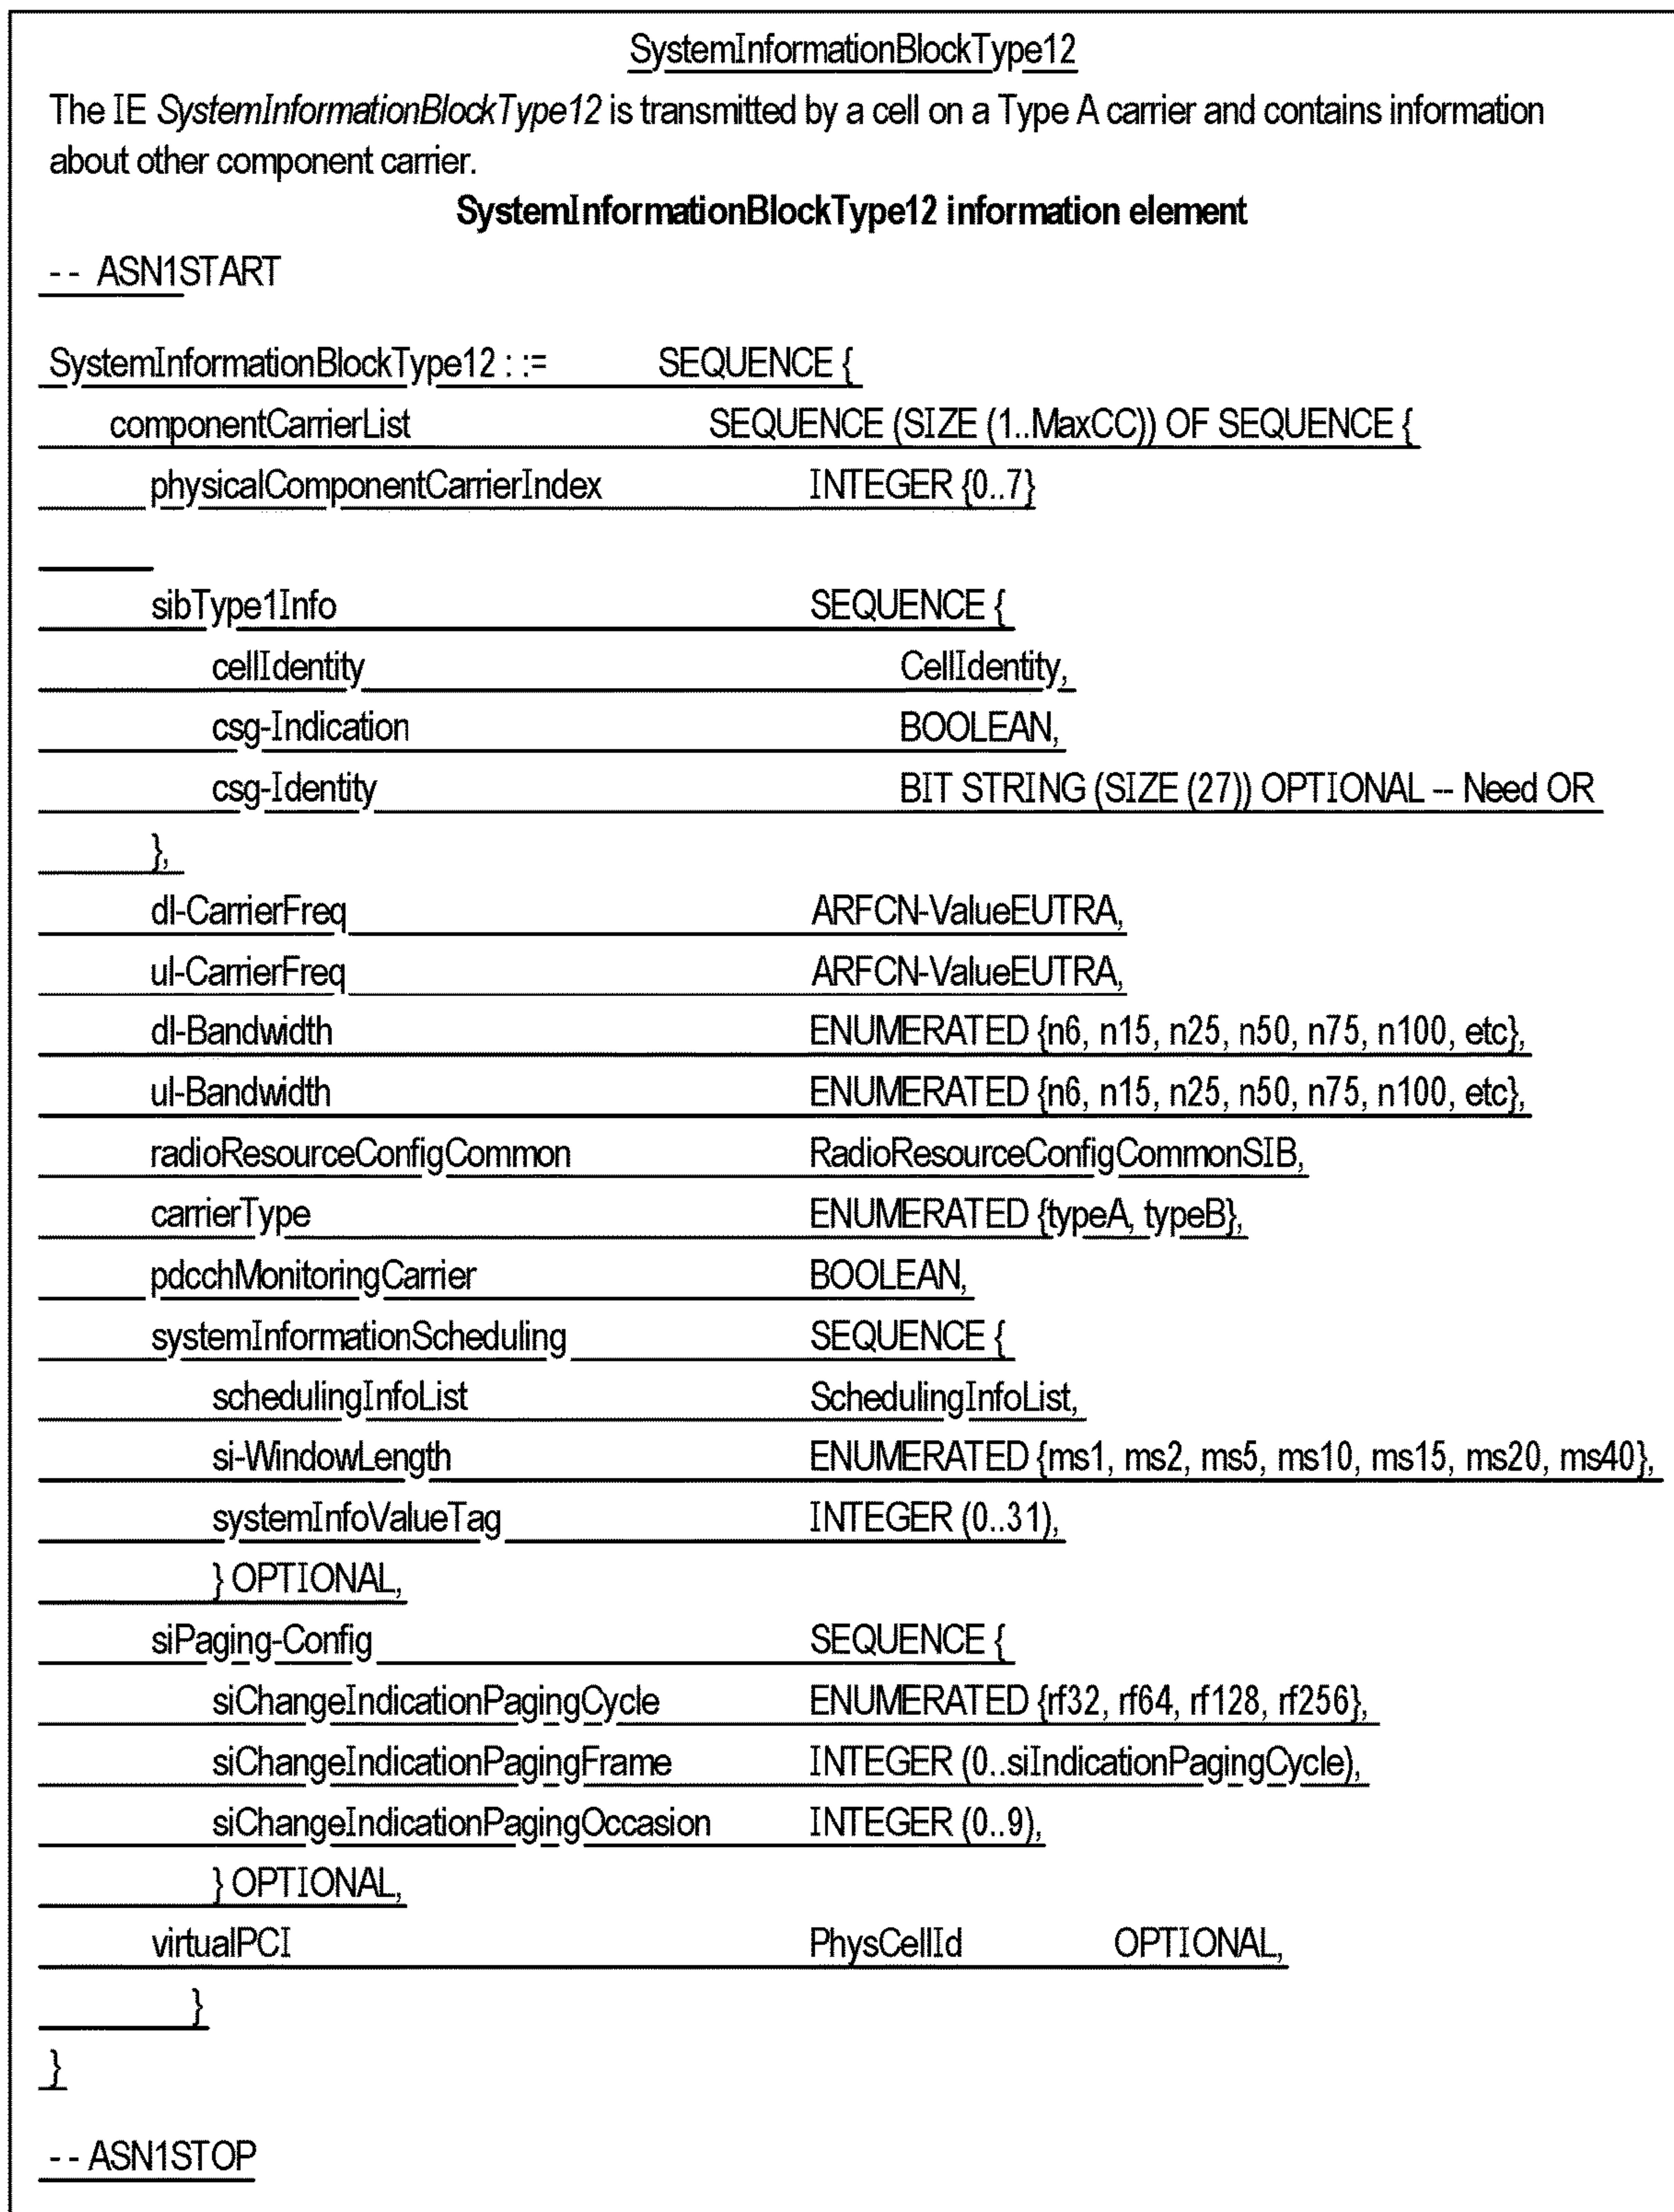 SystemInformationBlockType12
The IE SystemInformationBlockType12 is transmitted by a cell on a Type A carrier and contains information
about other component carrier.
SystemInformationBlockType12 information element
-- ASN1START
SystemInformationBlockType12 : := SEQUENCE {
componentCarrierList SEQUENCE (SIZE (1..MaxCC)) OF SEQUENCE {
physicalComponentCarrierIndex INTEGER {0..7}
sibType1Info SEQUENCE {
cellIdentity CellIdentity,
csg-Indication BOOLEAN,
csg-Identity BIT STRING (SIZE (27)) OPTIONAL -- Need OR
},
dl-CarrierFreq ARFCN-ValueEUTRA,
ul-CarrierFreq ARFCN-ValueEUTRA,
dl-Bandwidth ENUMERATED {n6, n15, n25, n50, n75, n100, etc},
ul-Bandwidth ENUMERATED {n6, n15, n25, n50, n75, n100, etc},
radioResourceConfigCommon RadioResourceConfigCommonSIB,
carrierType ENUMERATED {typeA, typeB},
pdcchMonitoringCarrier BOOLEAN,
systemInformationScheduling SEQUENCE {
schedulingInfoList SchedulingInfoList,
si-WindowLength ENUMERATED {ms1, ms2, ms5, ms10, ms15, ms20, ms40},
systemInfoValueTag INTEGER (0..31),
} OPTIONAL,
siPaging-Config SEQUENCE {
siChangeIndicationPagingCycle ENUMERATED {rf32, rf64, rf128, rf256},
siChangeIndicationPagingFrame INTEGER (0..siIndicationPagingCycle),
siChangeIndicationPagingOccasion INTEGER (0..9),
} OPTIONAL,
virtualPCI PhysCellId OPTIONAL,
}
}
-- ASN1STOP